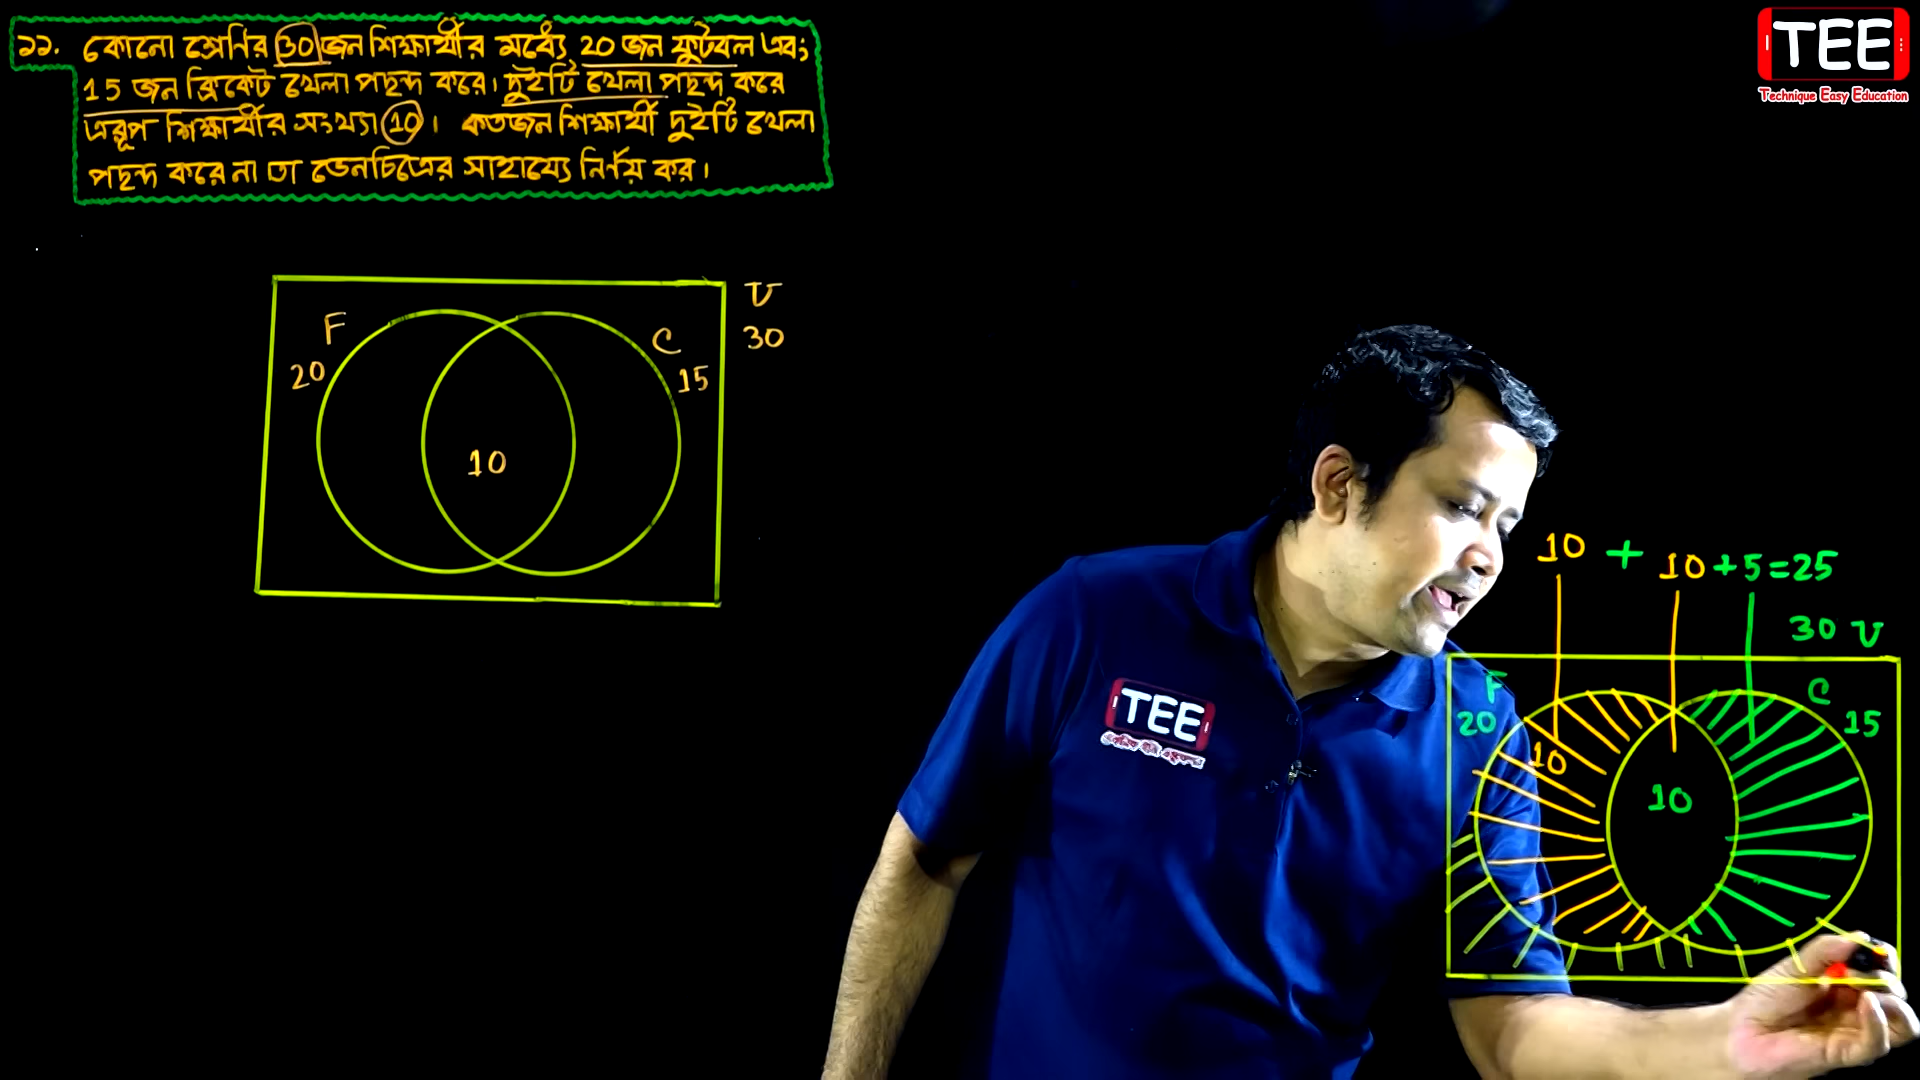 ১১. কোনো শ্রেণির 30 জন শিক্ষার্থীর মধ্যে 20 জন ফুটবল এবং
15 জন ক্রিকেট খেলা পছন্দ করে। দুইটি খেলা পছন্দ করে
এরূপ শিক্ষার্থীর সংখ্যা 10। কতজন শিক্ষার্থী দুইটি খেলা
পছন্দ করে না তা ভেনচিত্রের সাহায্যে নির্ণয় কর।
TEE
Technique Easy Education
U
30
F
20
C
15
10
TEE
10 + 10 + 5 = 25
30 U
F
20
C
15
10
10